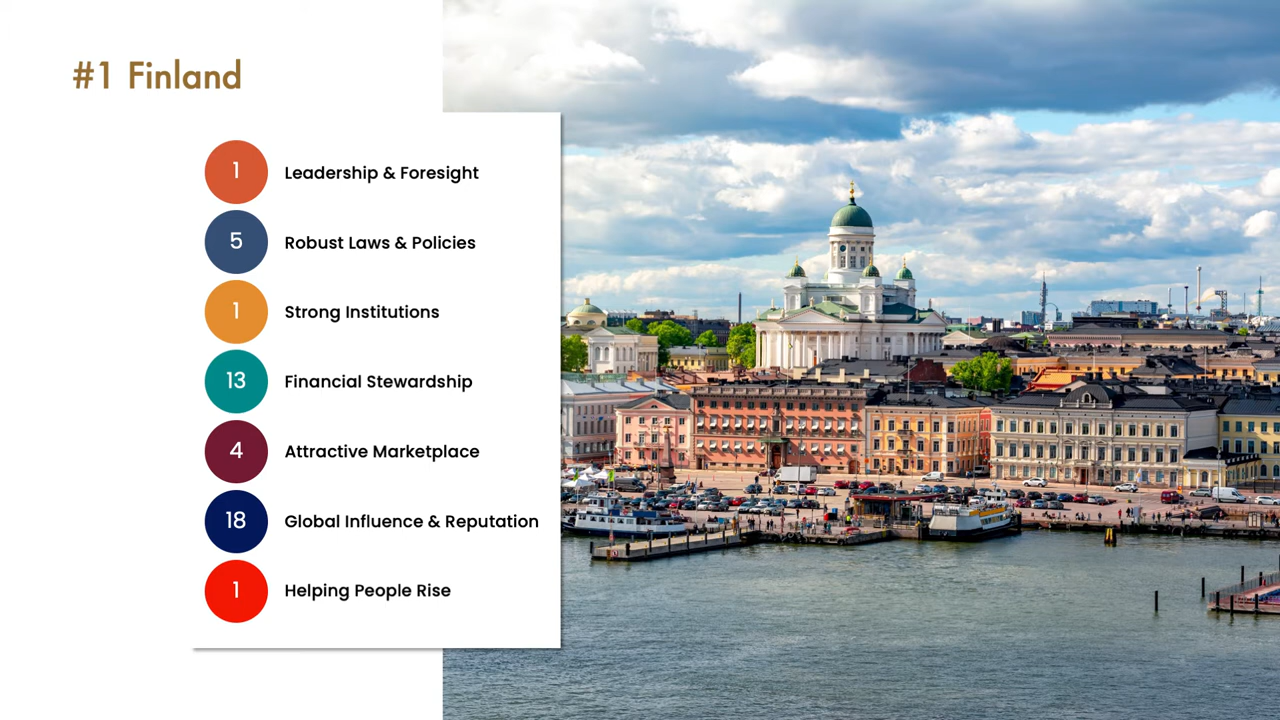 #1 Finland
1 Leadership & Foresight
5 Robust Laws & Policies
1 Strong Institutions
13 Financial Stewardship
4 Attractive Marketplace
18 Global Influence & Reputation
1 Helping People Rise